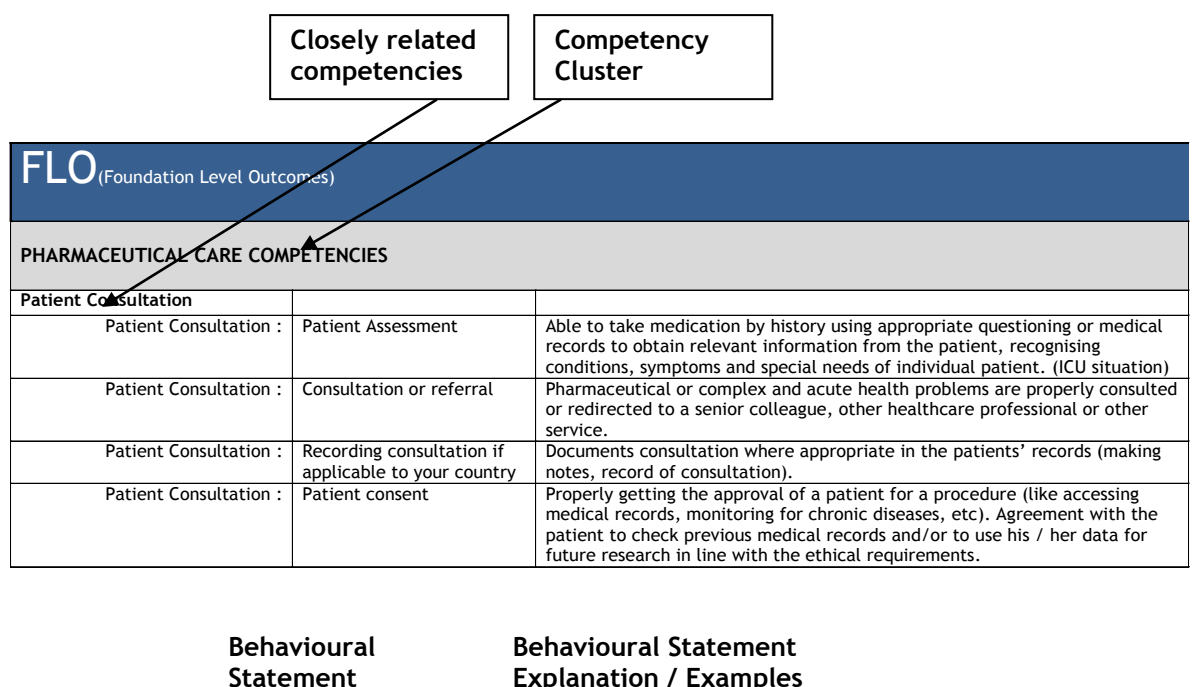 Closely related
competencies
Competency
Cluster
FLO(Foundation Level Outcomes)
PHARMACEUTICAL CARE COMPETENCIES
Patient Consultation
Patient Consultation : Patient Assessment Able to take medication by history using appropriate questioning or medical
records to obtain relevant information from the patient, recognising
conditions, symptoms and special needs of individual patient. (ICU situation)
Patient Consultation : Consultation or referral Pharmaceutical or complex and acute health problems are properly consulted
or redirected to a senior colleague, other healthcare professional or other
service.
Patient Consultation : Recording consultation if Documents consultation where appropriate in the patients’ records (making
applicable to your country notes, record of consultation).
Patient Consultation : Patient consent Properly getting the approval of a patient for a procedure (like accessing
medical records, monitoring for chronic diseases, etc). Agreement with the
patient to check previous medical records and/or to use his / her data for
future research in line with the ethical requirements.
Behavioural
Statement
Behavioural Statement
Explanation / Examples